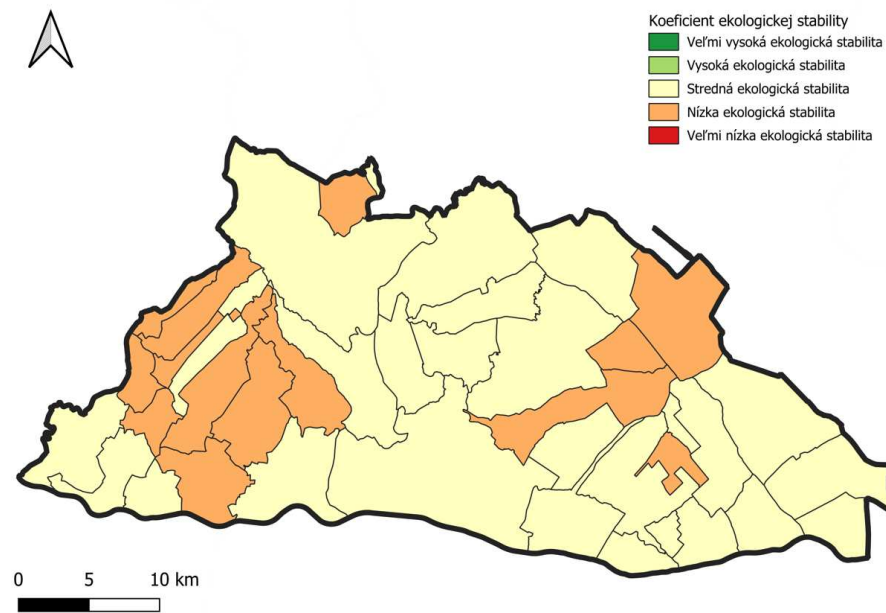 Koeficient ekologickej stability
Veľmi vysoká ekologická stabilita
Vysoká ekologická stabilita
Stredná ekologická stabilita
Nízka ekologická stabilita
Veľmi nízka ekologická stabilita
0 5 10 km